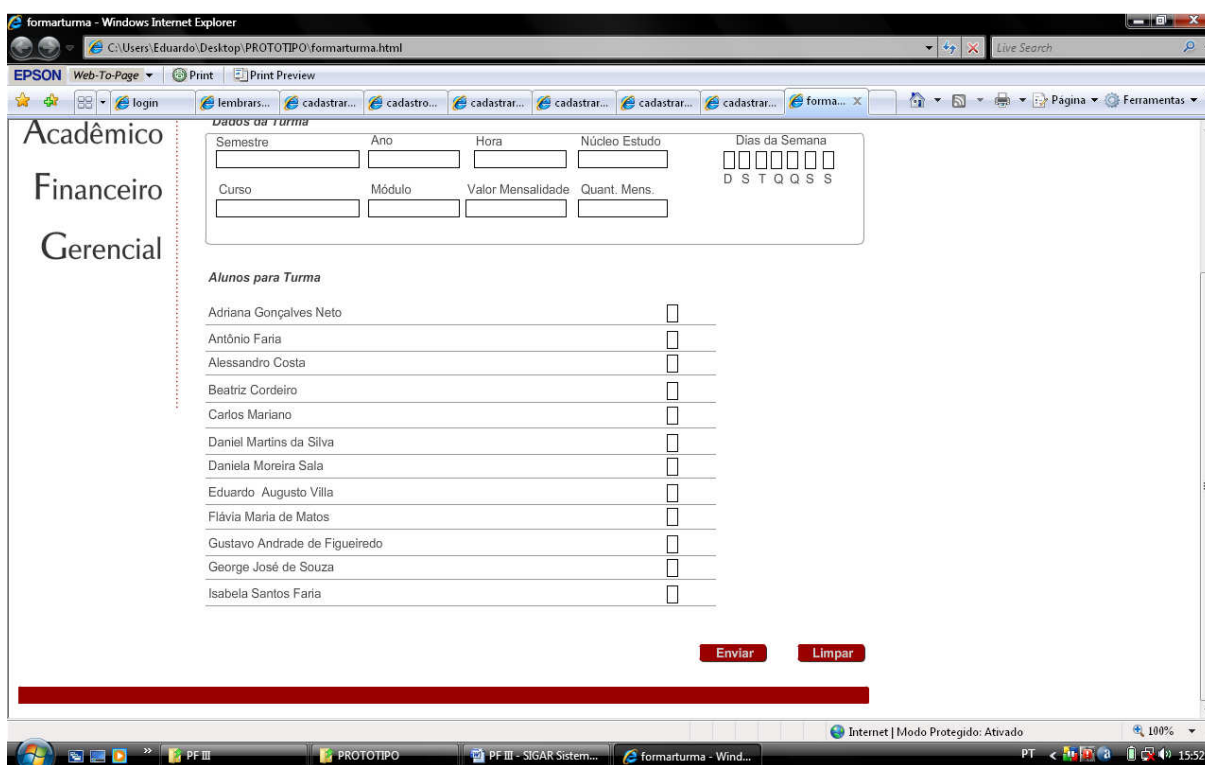 formarturma - Windows Internet Explorer
C:\Users\Eduardo\Desktop\PROTOTIPO\formarturma.html
Live Search
EPSON Web-To-Page Print Print Preview
login lembrars... cadastrar... cadastro... cadastrar... cadastrar... cadastrar... cadastrar... forma... X Página Ferramentas
Acadêmico
Financeiro
Gerencial
Dados da Turma
Semestre Ano Hora Núcleo Estudo Dias da Semana
D S T Q Q S S
Curso Módulo Valor Mensalidade Quant. Mens.
Alunos para Turma
Adriana Gonçalves Neto
Antônio Faria
Alessandro Costa
Beatriz Cordeiro
Carlos Mariano
Daniel Martins da Silva
Daniela Moreira Sala
Eduardo Augusto Villa
Flávia Maria de Matos
Gustavo Andrade de Figueiredo
George José de Souza
Isabela Santos Faria
Enviar Limpar
Internet | Modo Protegido: Ativado 100%
PF III PROTOTIPO PF III - SIGAR Sistem... formarturma - Wind... PT 15:52